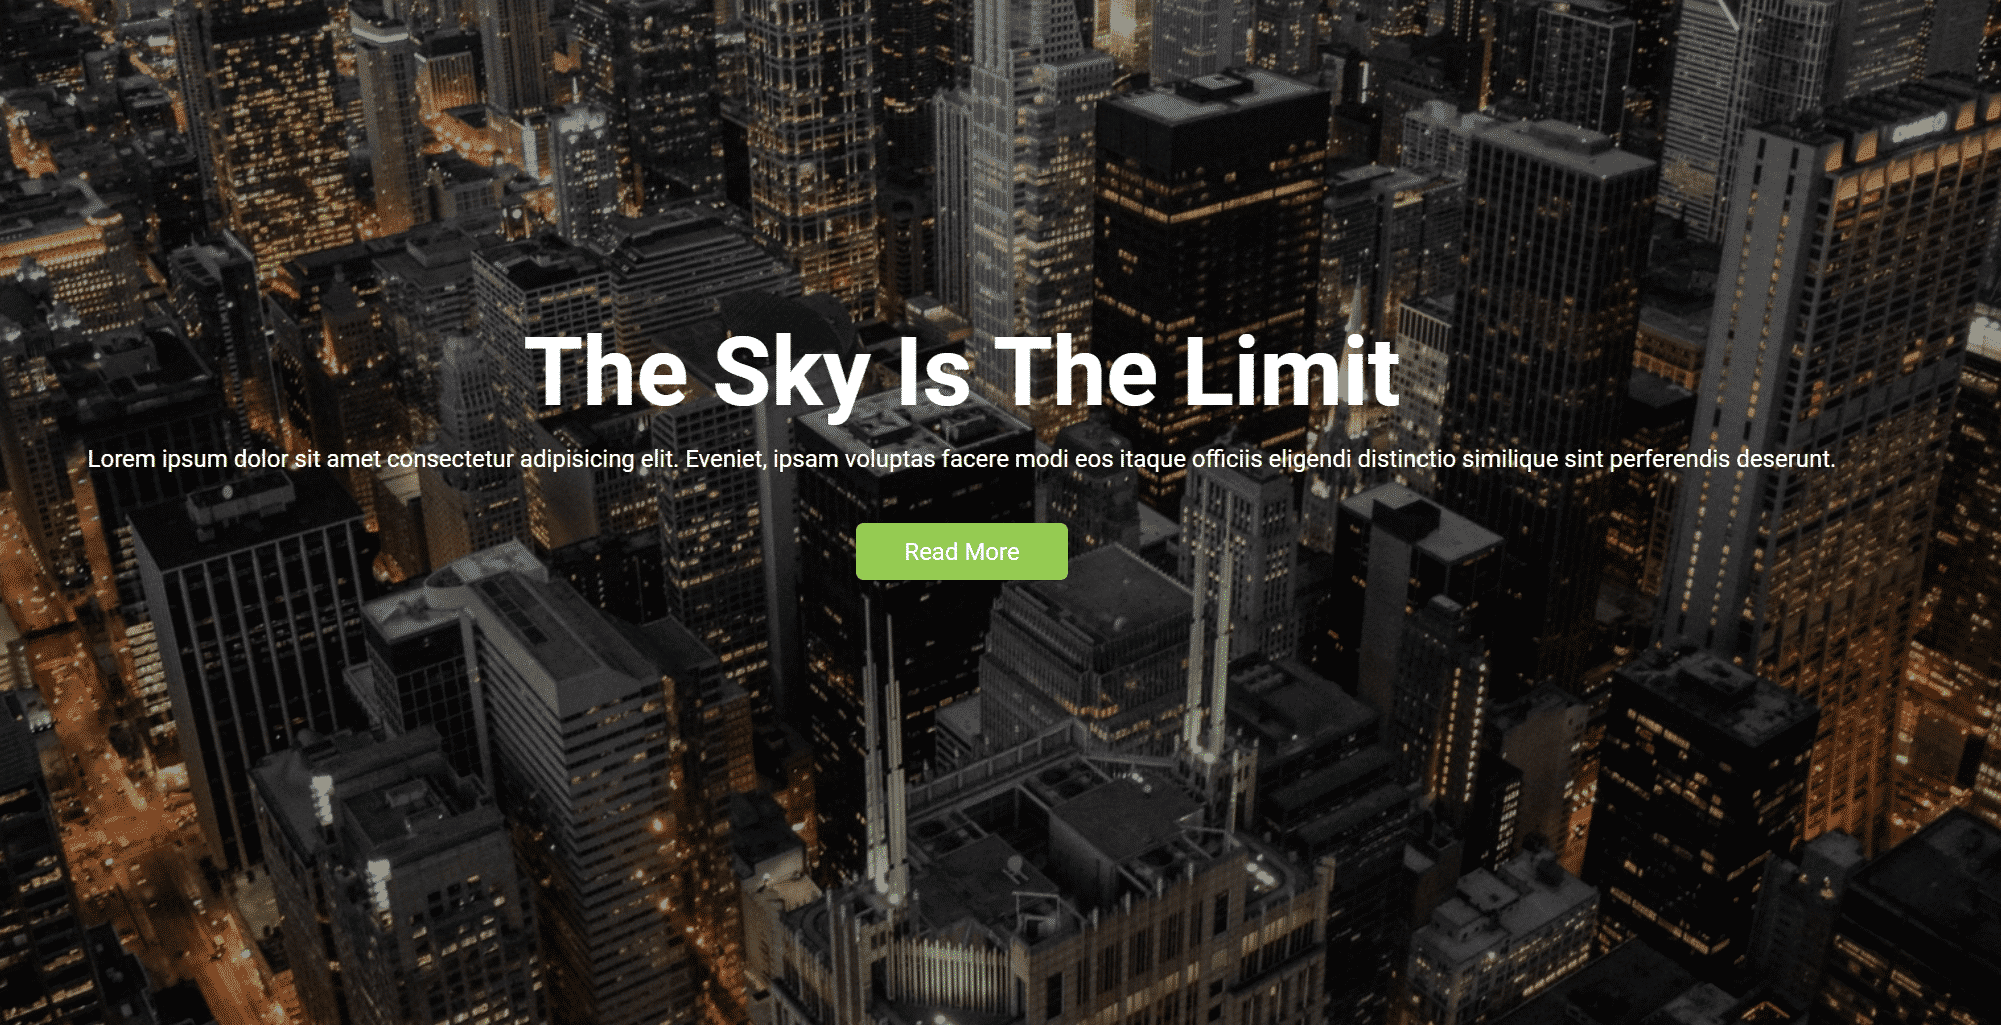 The Sky Is The Limit
Lorem ipsum dolor sit amet consectetur adipisicing elit. Eveniet, ipsam voluptas facere modi eos itaque officiis eligendi distinctio similique sint perferendis deserunt.
Read More